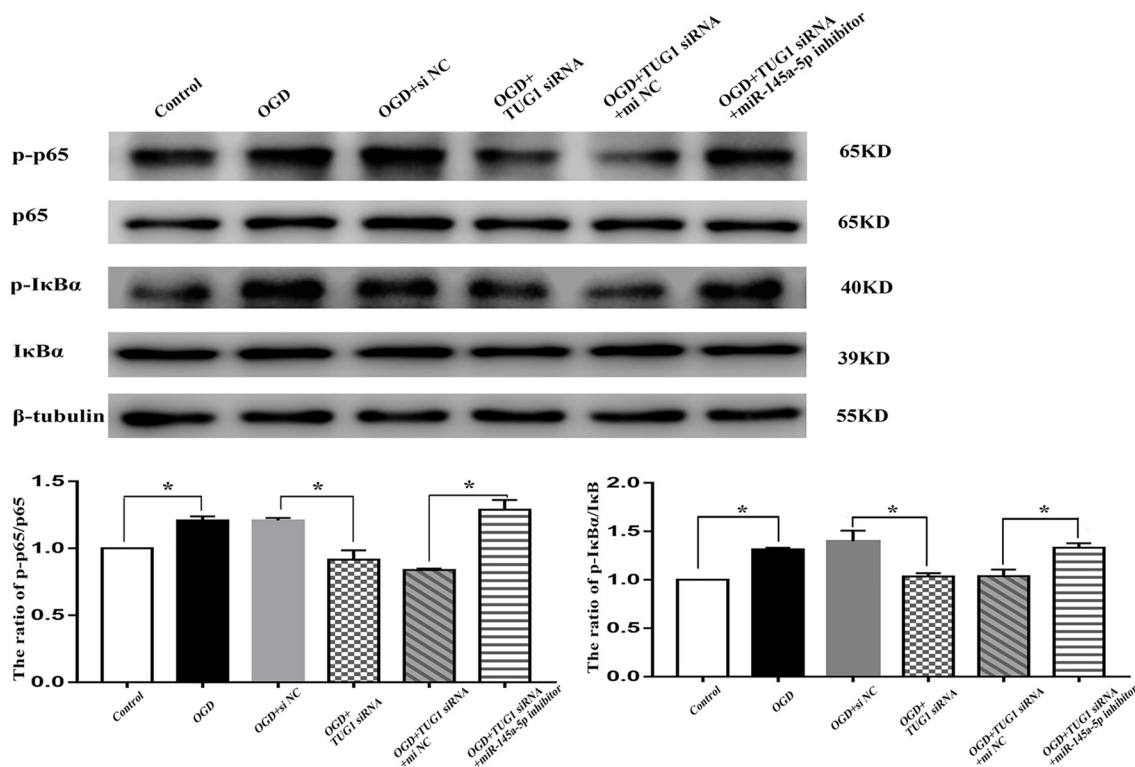 Control
OGD
OGD+si NC
OGD+
TUG1 siRNA
OGD+TUG1 siRNA
+mi NC
OGD+TUG1 siRNA
+miR-145a-5p inhibitor
p-p65
65KD
p65
65KD
p-IκBα
40KD
IκBα
39KD
β-tubulin
55KD
The ratio of p-p65/p65
1.5
1.0
0.5
0.0
*
*
*
Control
OGD
OGD+si NC
OGD+
TUG1 siRNA
OGD+TUG1 siRNA
+mi NC
OGD+TUG1 siRNA
+miR-145a-5p inhibitor
The ratio of p-IκBα/IκB
2.0
1.5
1.0
0.5
0.0
*
*
*
Control
OGD
OGD+si NC
OGD+
TUG1 siRNA
OGD+TUG1 siRNA
+mi NC
OGD+TUG1 siRNA
+miR-145a-5p inhibitor